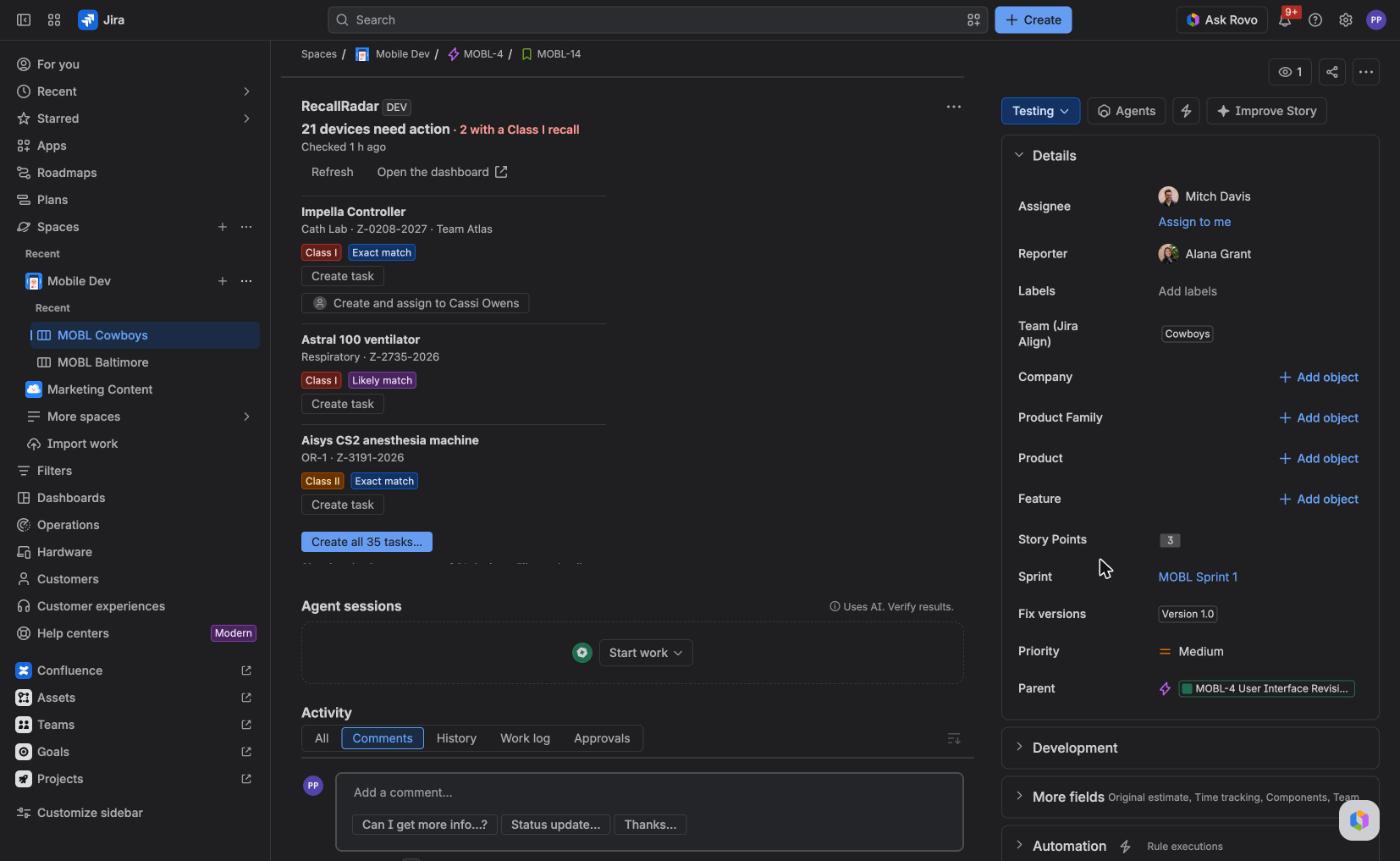 Jira
Search
Create
Ask Rovo
9+
PP
Spaces / Mobile Dev / MOBL-4 / MOBL-14
For you
Recent
Starred
Apps
Roadmaps
Plans
Spaces
Recent
Mobile Dev
Recent
MOBL Cowboys
MOBL Baltimore
Marketing Content
More spaces
Import work
Filters
Dashboards
Operations
Hardware
Customers
Customer experiences
Help centers Modern
Confluence
Assets
Teams
Goals
Projects
Customize sidebar
RecallRadar DEV
21 devices need action · 2 with a Class I recall
Checked 1 h ago
Refresh Open the dashboard
Impella Controller
Cath Lab · Z-0208-2027 · Team Atlas
Class I Exact match
Create task
Create and assign to Cassi Owens
Astral 100 ventilator
Respiratory · Z-2735-2026
Class I Likely match
Create task
Aisys CS2 anesthesia machine
OR-1 · Z-3191-2026
Class II Exact match
Create task
Create all 35 tasks...
Agent sessions
Uses AI. Verify results.
Start work
Activity
All Comments History Work log Approvals
PP
Add a comment...
Can I get more info...? Status update... Thanks...
1
Testing Agents Improve Story
Details
Assignee Mitch Davis
Assign to me
Reporter Alana Grant
Labels Add labels
Team (Jira
Align) Cowboys
Company Add object
Product Family Add object
Product Add object
Feature Add object
Story Points 3
Sprint MOBL Sprint 1
Fix versions Version 1.0
Priority Medium
Parent MOBL-4 User Interface Revisi...
Development
More fields Original estimate, Time tracking, Components, Team
Automation Rule executions